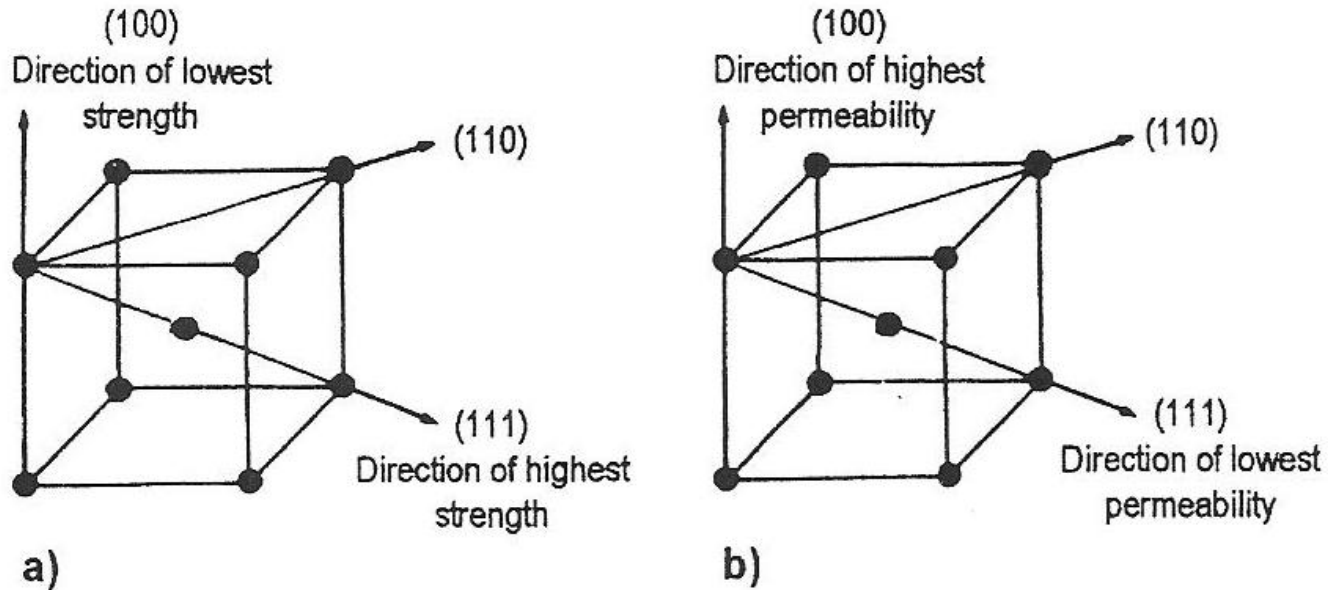 (100)
Direction of lowest
strength
(110)
(111)
Direction of highest
strength
a)
(100)
Direction of highest
permeability
(110)
(111)
Direction of lowest
permeability
b)